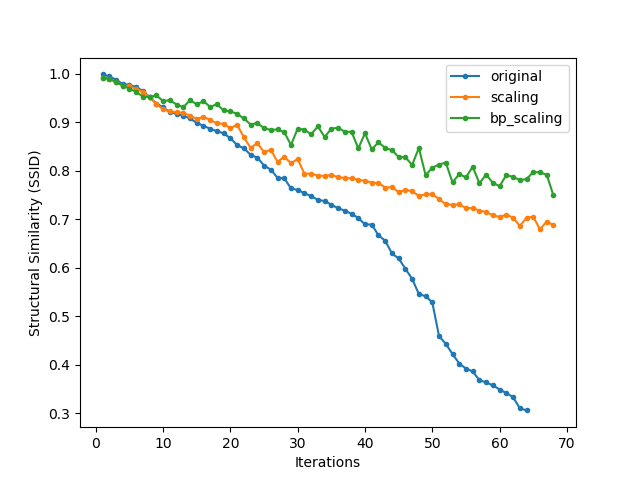 original
scaling
bp_scaling
1.0
0.9
0.8
0.7
0.6
0.5
0.4
0.3
Structural Similarity (SSID)
0 10 20 30 40 50 60 70
Iterations